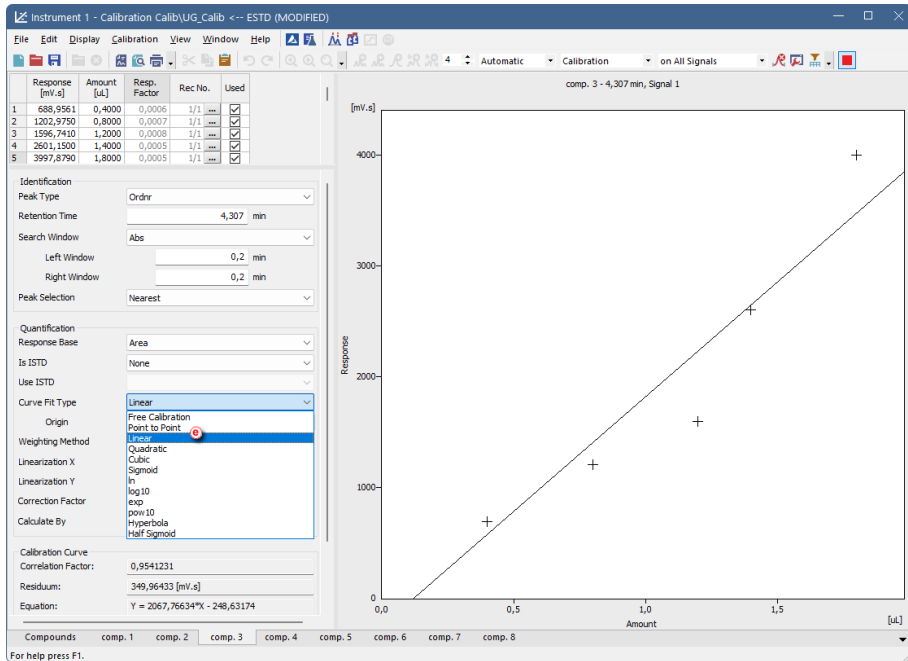 Instrument 1 - Calibration Calib\UG_Calib <-- ESTD (MODIFIED)
File Edit Display Calibration View Window Help
4 Automatic Calibration on All Signals
Response [mV.s] Amount [uL] Resp. Factor Rec No. Used
1 688,9561 0,4000 0,0006 1/1 ...
2 1202,9750 0,8000 0,0007 1/1 ...
3 1596,7410 1,2000 0,0008 1/1 ...
4 2601,1500 1,4000 0,0005 1/1 ...
5 3997,8790 1,8000 0,0005 1/1 ...
Identification
Peak Type Ordnr
Retention Time 4,307 min
Search Window Abs
Left Window 0,2 min
Right Window 0,2 min
Peak Selection Nearest
Quantification
Response Base Area
Is ISTD None
Use ISTD
Curve Fit Type Linear
Free Calibration
Origin Point to Point
e
Weighting Method Linear
Quadratic
Linearization X Cubic
Sigmoid
Linearization Y ln
log10
Correction Factor exp
pow10
Calculate By Hyperbola
Half Sigmoid
Calibration Curve
Correlation Factor: 0,9541231
Residuum: 349,96433 [mV.s]
Equation: Y = 2067,76634*X - 248,63174
comp. 3 - 4,307 min, Signal 1
[mV.s]
4000
3000
Response
2000
1000
0
0,0 0,5 1,0 1,5
Amount [uL]
Compounds comp. 1 comp. 2 comp. 3 comp. 4 comp. 5 comp. 6 comp. 7 comp. 8
For help press F1.